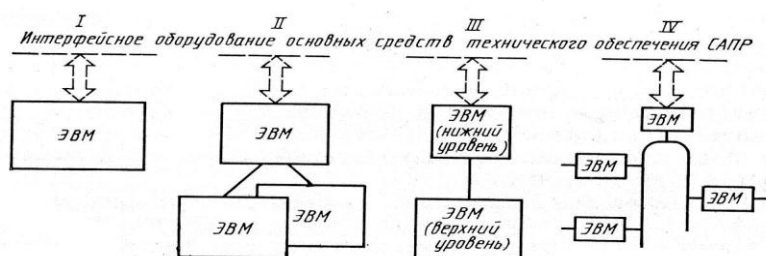 I II III IV
Интерфейсное оборудование основных средств технического обеспечения САПР
ЭВМ
ЭВМ
ЭВМ
ЭВМ
ЭВМ
(нижний
уровень)
ЭВМ
(верхний
уровень)
ЭВМ
ЭВМ
ЭВМ
ЭВМ